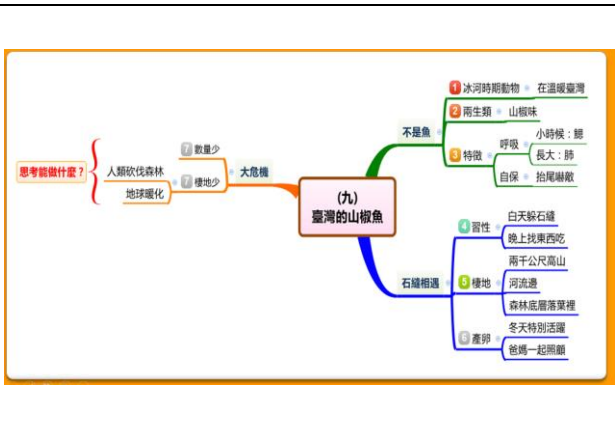 (九)
臺灣的山椒魚
不是魚
1 冰河時期動物
在溫暖臺灣
2 兩生類
山椒味
3 特徵
呼吸
小時候：鰓
長大：肺
自保
抬尾嚇敵
石縫相遇
4 習性
白天躲石縫
晚上找東西吃
5 棲地
兩千公尺高山
河流邊
森林底層落葉裡
6 產卵
冬天特別活躍
爸媽一起照顧
大危機
7 數量少
7 棲地少
人類砍伐森林
地球暖化
思考能做什麼？